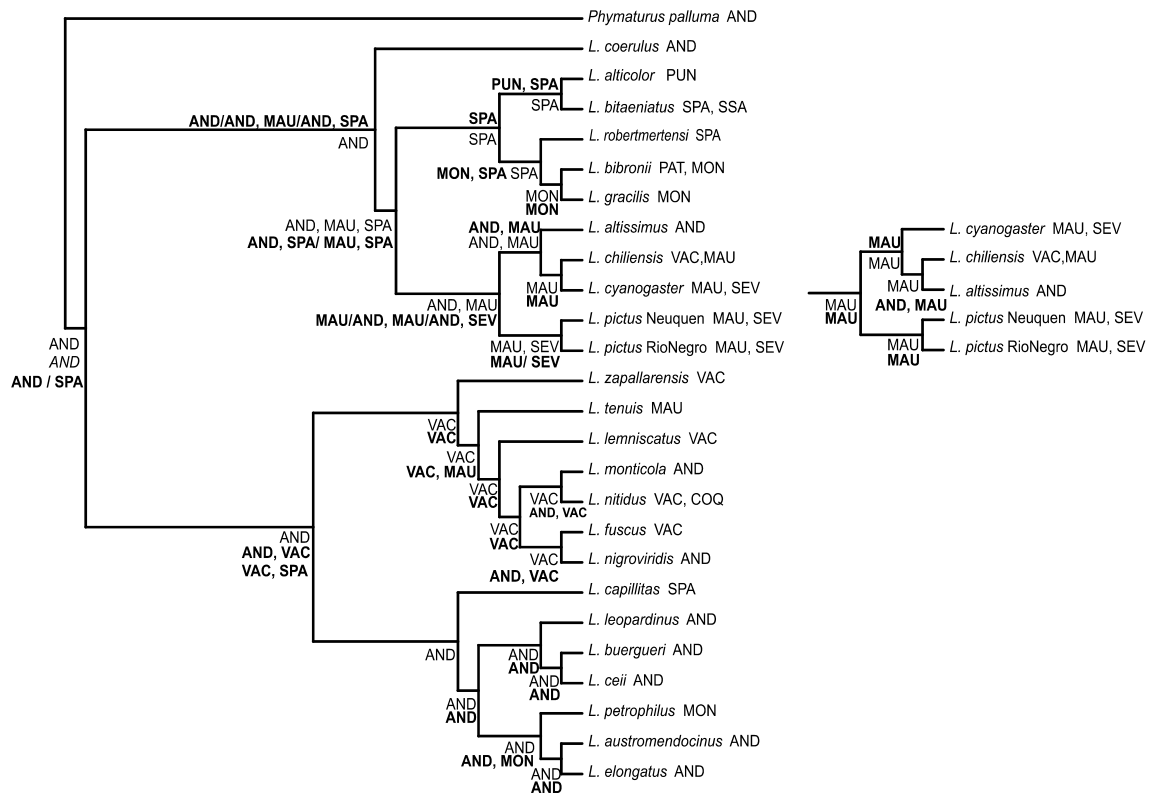 Phymaturus palluma AND
L. coerulus AND
L. alticolor PUN
PUN, SPA
SPA
L. bitaeniatus SPA, SSA
AND/AND, MAU/AND, SPA
AND
SPA
SPA
L. robertmertensi SPA
MON, SPA SPA
L. bibronii PAT, MON
MON
MON
L. gracilis MON
AND, MAU, SPA
AND, SPA/ MAU, SPA
AND, MAU
AND, MAU
L. altissimus AND
L. chiliensis VAC,MAU
MAU
MAU
L. cyanogaster MAU, SEV
AND, MAU
MAU/AND, MAU/AND, SEV
L. pictus Neuquen MAU, SEV
MAU, SEV
MAU/ SEV
L. pictus RioNegro MAU, SEV
L. cyanogaster MAU, SEV
MAU
MAU
L. chiliensis VAC,MAU
MAU
AND, MAU
L. altissimus AND
MAU
MAU
L. pictus Neuquen MAU, SEV
MAU
MAU
L. pictus RioNegro MAU, SEV
AND
AND
AND / SPA
L. zapallarensis VAC
VAC
VAC
L. tenuis MAU
VAC
VAC, MAU
L. lemniscatus VAC
VAC
VAC
L. monticola AND
VAC
AND, VAC
L. nitidus VAC, COQ
VAC
VAC
L. fuscus VAC
VAC
AND, VAC
L. nigroviridis AND
AND
AND, VAC
VAC, SPA
L. capillitas SPA
AND
L. leopardinus AND
AND
AND
L. buergueri AND
AND
AND
L. ceii AND
AND
AND
L. petrophilus MON
AND
AND, MON
L. austromendocinus AND
AND
AND
L. elongatus AND